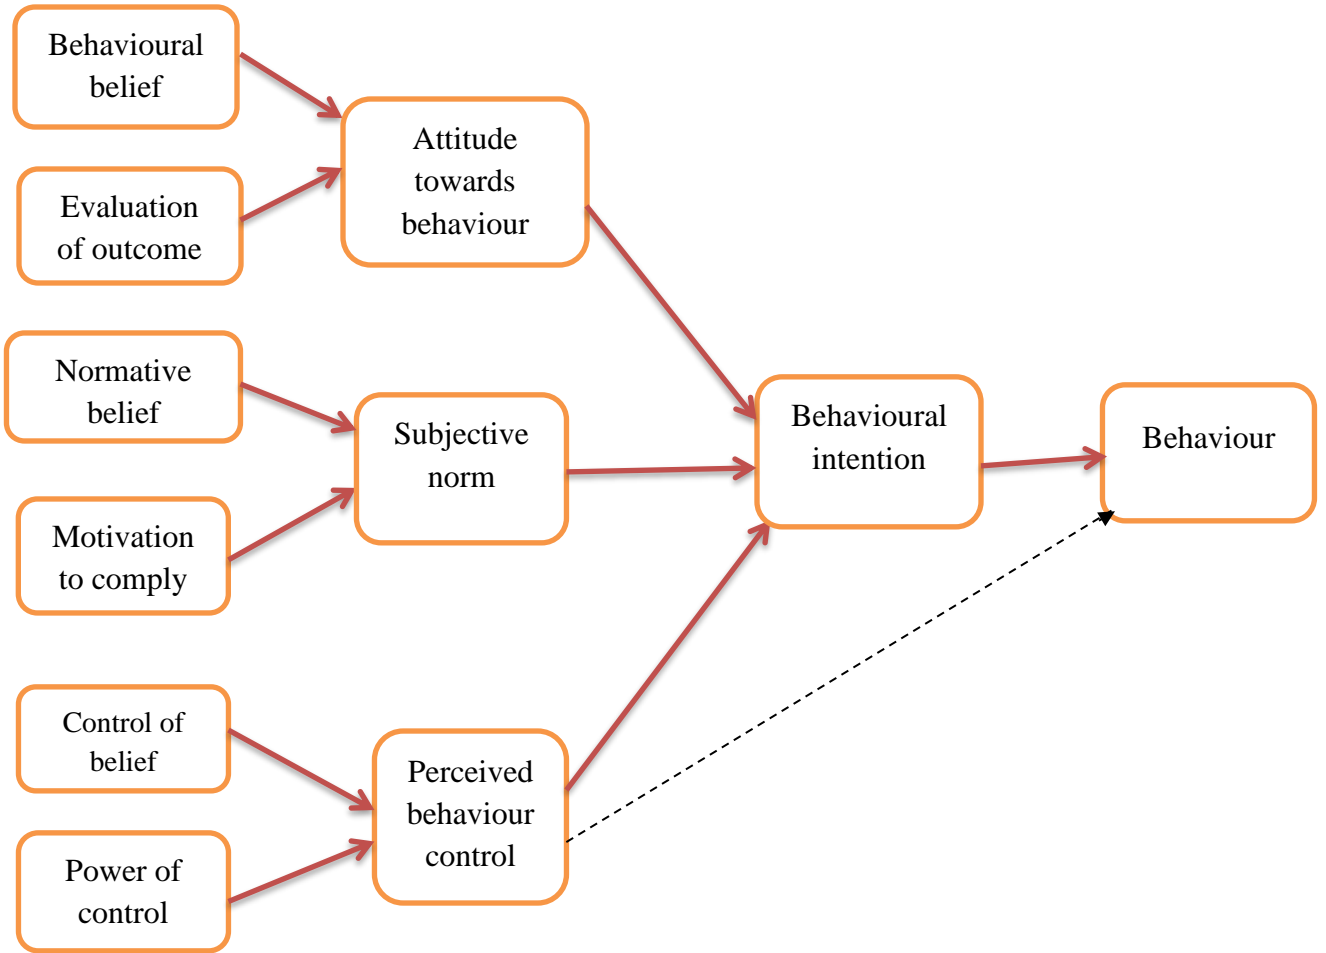 Behavioural
belief
Evaluation
of outcome
Attitude
towards
behaviour
Normative
belief
Motivation
to comply
Subjective
norm
Control of
belief
Power of
control
Perceived
behaviour
control
Behavioural
intention
Behaviour